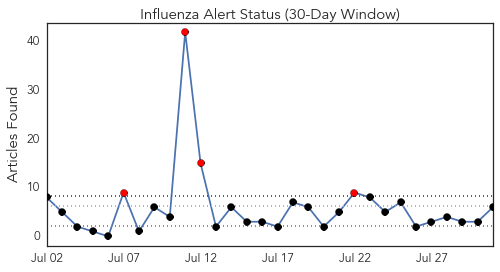 Influenza Alert Status (30-Day Window)
Articles Found
40
30
20
10
0
Jul 02 Jul 07 Jul 12 Jul 17 Jul 22 Jul 27